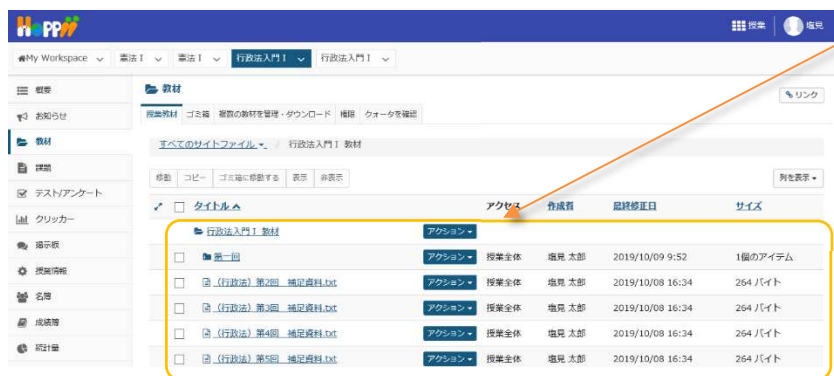 Hoppii
授業 塩見
My Workspace 憲法Ⅰ 憲法Ⅰ 行政法入門Ⅰ 行政法入門Ⅰ
概要
お知らせ
教材
課題
テスト/アンケート
クリッカー
掲示板
授業情報
名簿
成績簿
統計量
教材
リンク
授業教材 ゴミ箱 複数の教材を管理・ダウンロード 権限 クォータを確認
すべてのサイトファイル / 行政法入門Ⅰ 教材
移動 コピー ゴミ箱に移動する 表示 非表示 列を表示
タイトル アクセス 作成者 最終修正日 サイズ
行政法入門Ⅰ 教材 アクション
第一回 アクション 授業全体 塩見 太郎 2019/10/09 9:52 1個のアイテム
(行政法) 第2回 補足資料.txt アクション 授業全体 塩見 太郎 2019/10/08 16:34 264 バイト
(行政法) 第3回 補足資料.txt アクション 授業全体 塩見 太郎 2019/10/08 16:34 264 バイト
(行政法) 第4回 補足資料.txt アクション 授業全体 塩見 太郎 2019/10/08 16:34 264 バイト
(行政法) 第5回 補足資料.txt アクション 授業全体 塩見 太郎 2019/10/08 16:34 264 バイト